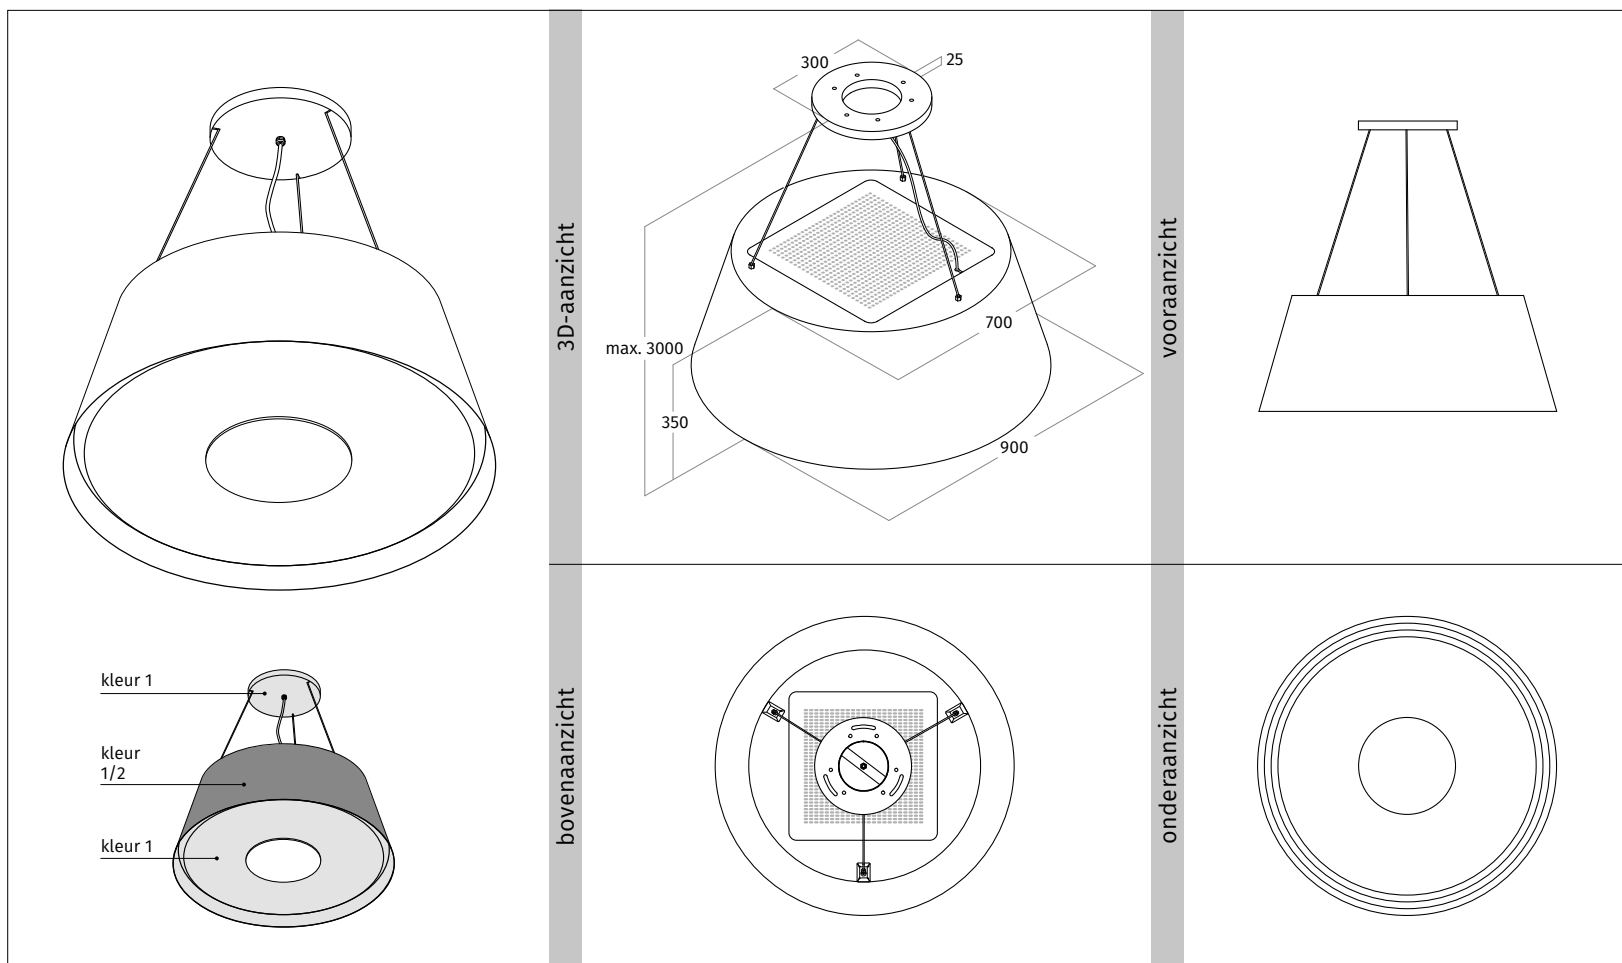 3D-aanzicht
300
25
max. 3000
350
700
900
vooraanzicht
kleur 1
kleur
1/2
kleur 1
bovenaanzicht
onderaanzicht